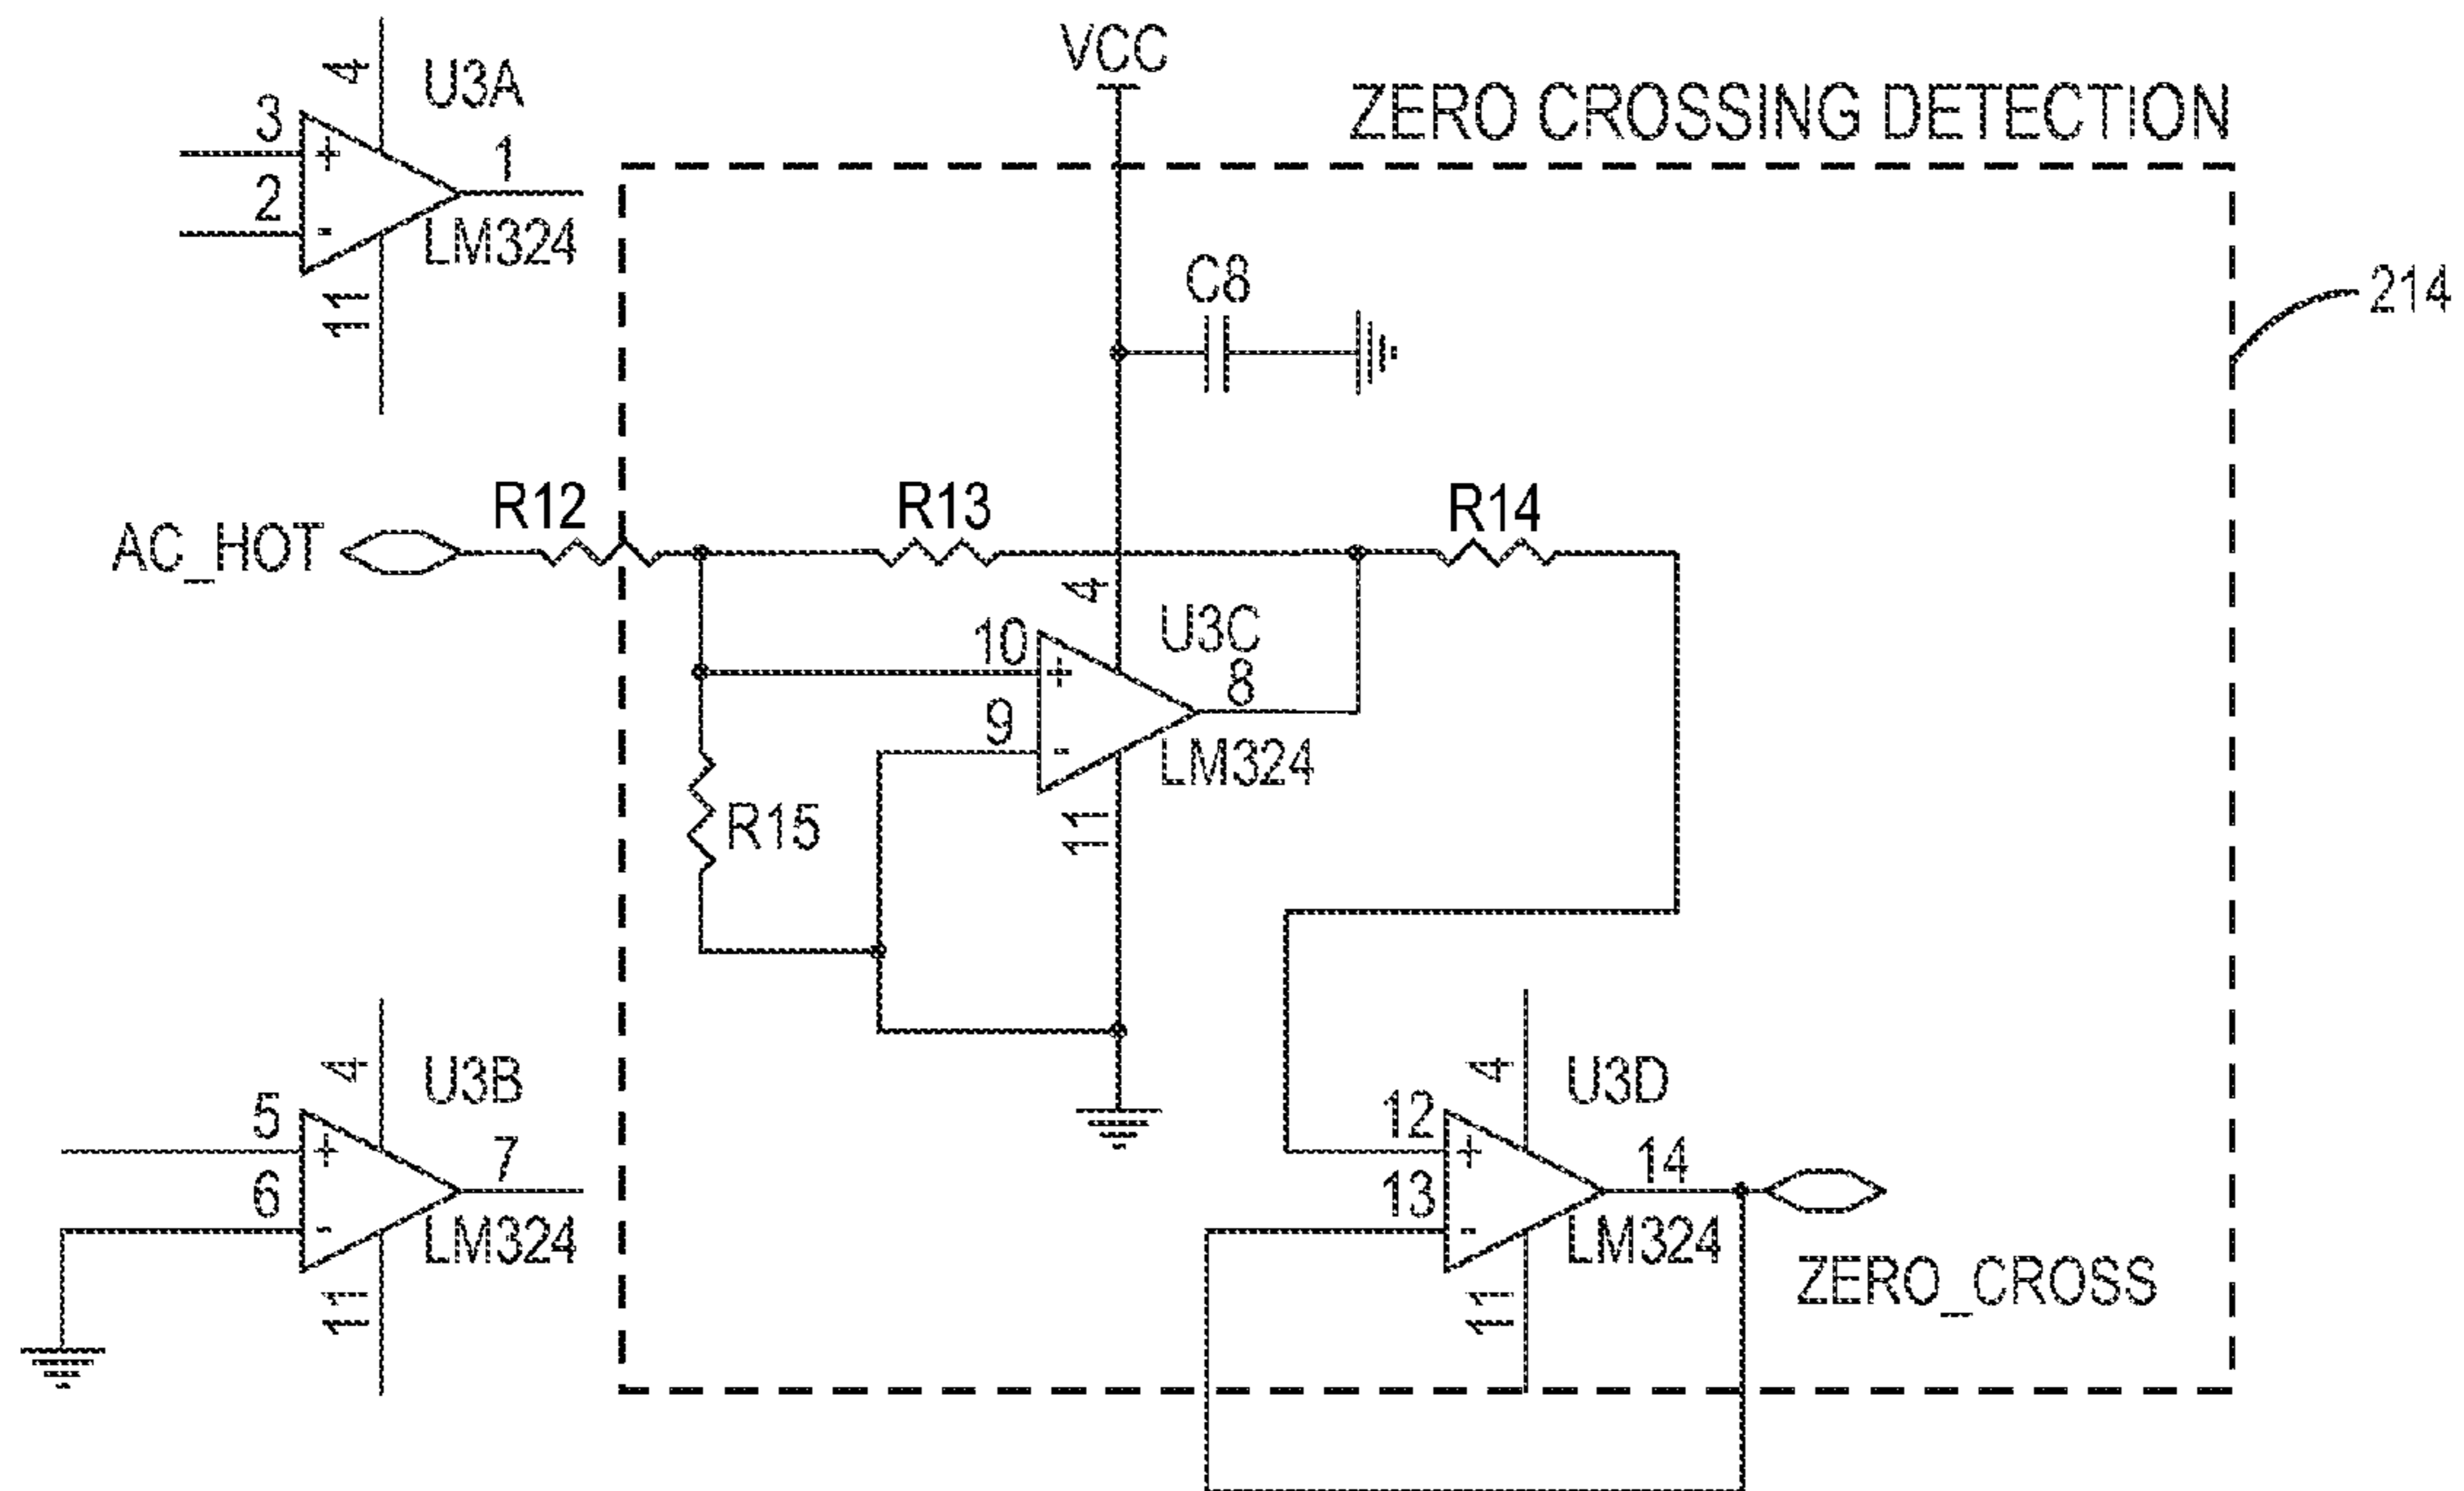 VCC
ZERO CROSSING DETECTION
214
4
U3A
3
+
1
2
-
LM324
11
C8
AC_HOT
R12
R13
R14
4
U3C
10
+
8
9
-
LM324
11
R15
4
U3B
5
+
7
6
-
LM324
11
4
U3D
12
+
14
13
-
LM324
11
ZERO_CROSS